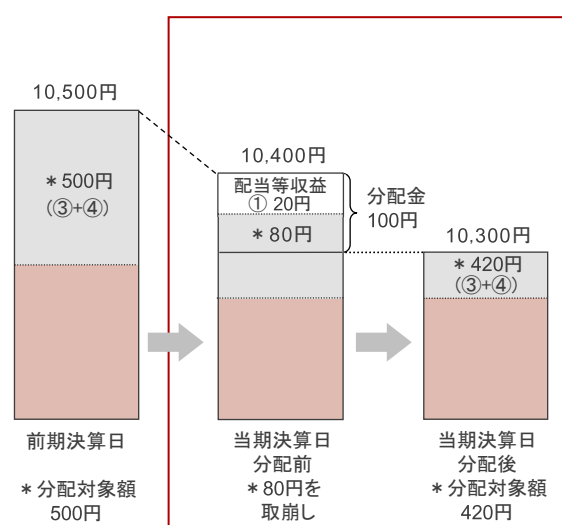 10,500円
*500円
(③+④)
前期決算日
*分配対象額
500円
10,400円
配当等収益
① 20円
*80円
分配金
100円
当期決算日
分配前
*80円を
取崩し
10,300円
*420円
(③+④)
当期決算日
分配後
*分配対象額
420円